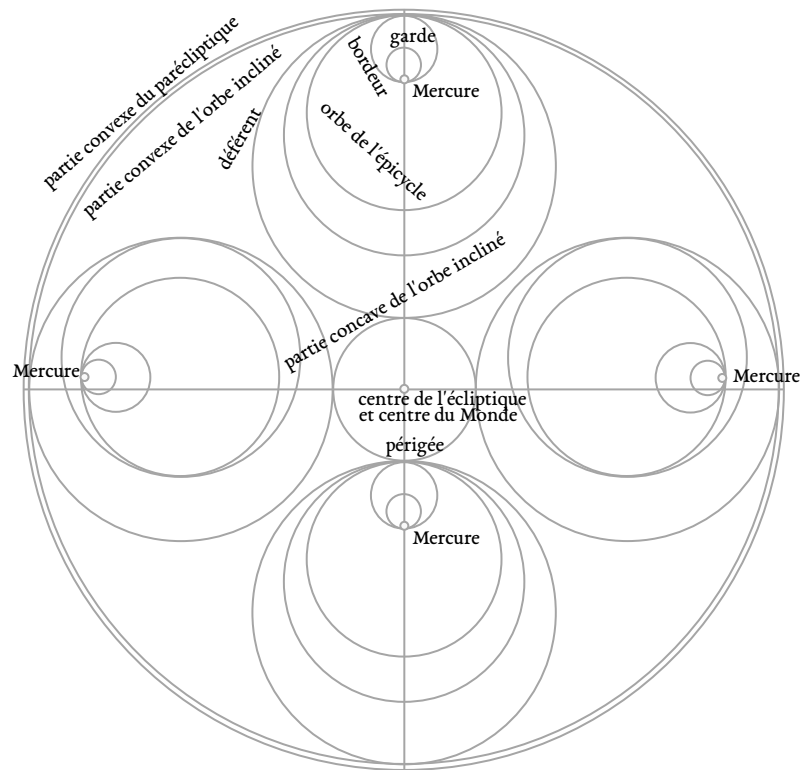 partie convexe du parécliptique
partie convexe de l'orbe incliné
déférent
bordeur
garde
Mercure
orbe de l'épicycle
partie concave de l'orbe incliné
Mercure
Mercure
centre de l'écliptique
et centre du Monde
périgée
Mercure